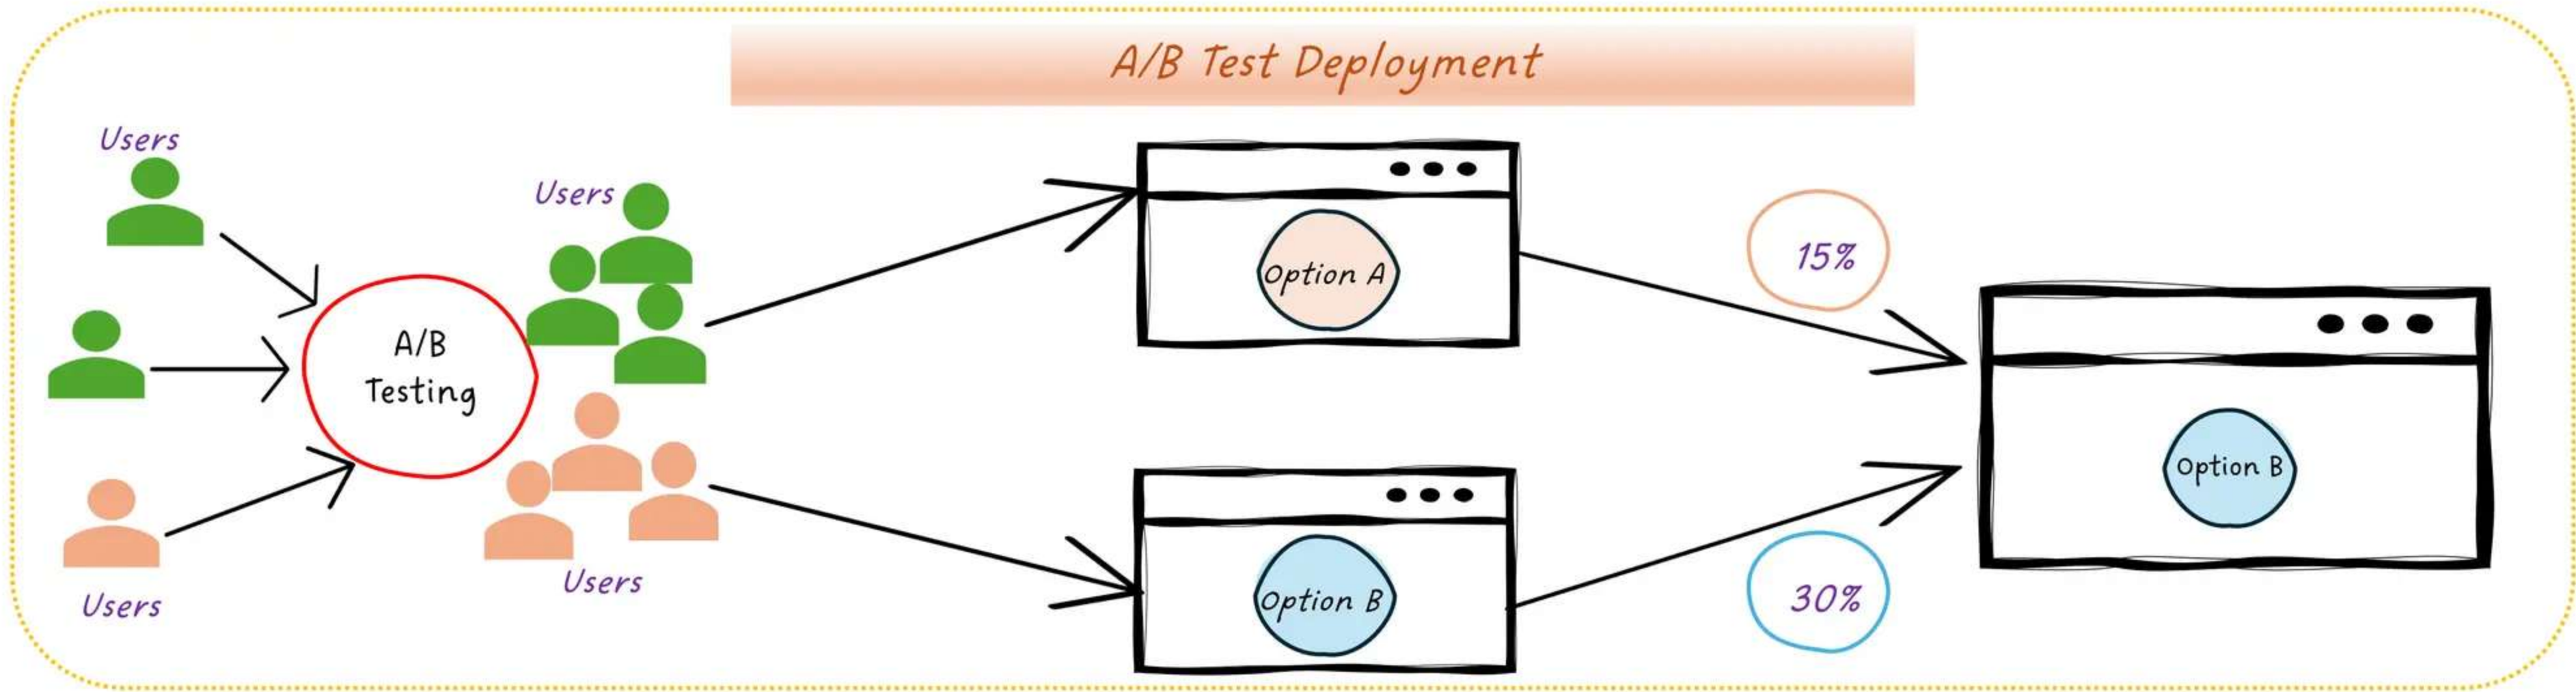 A/B Test Deployment
Users
Users
A/B
Testing
Users
Users
Option A
Option B
15%
30%
Option B